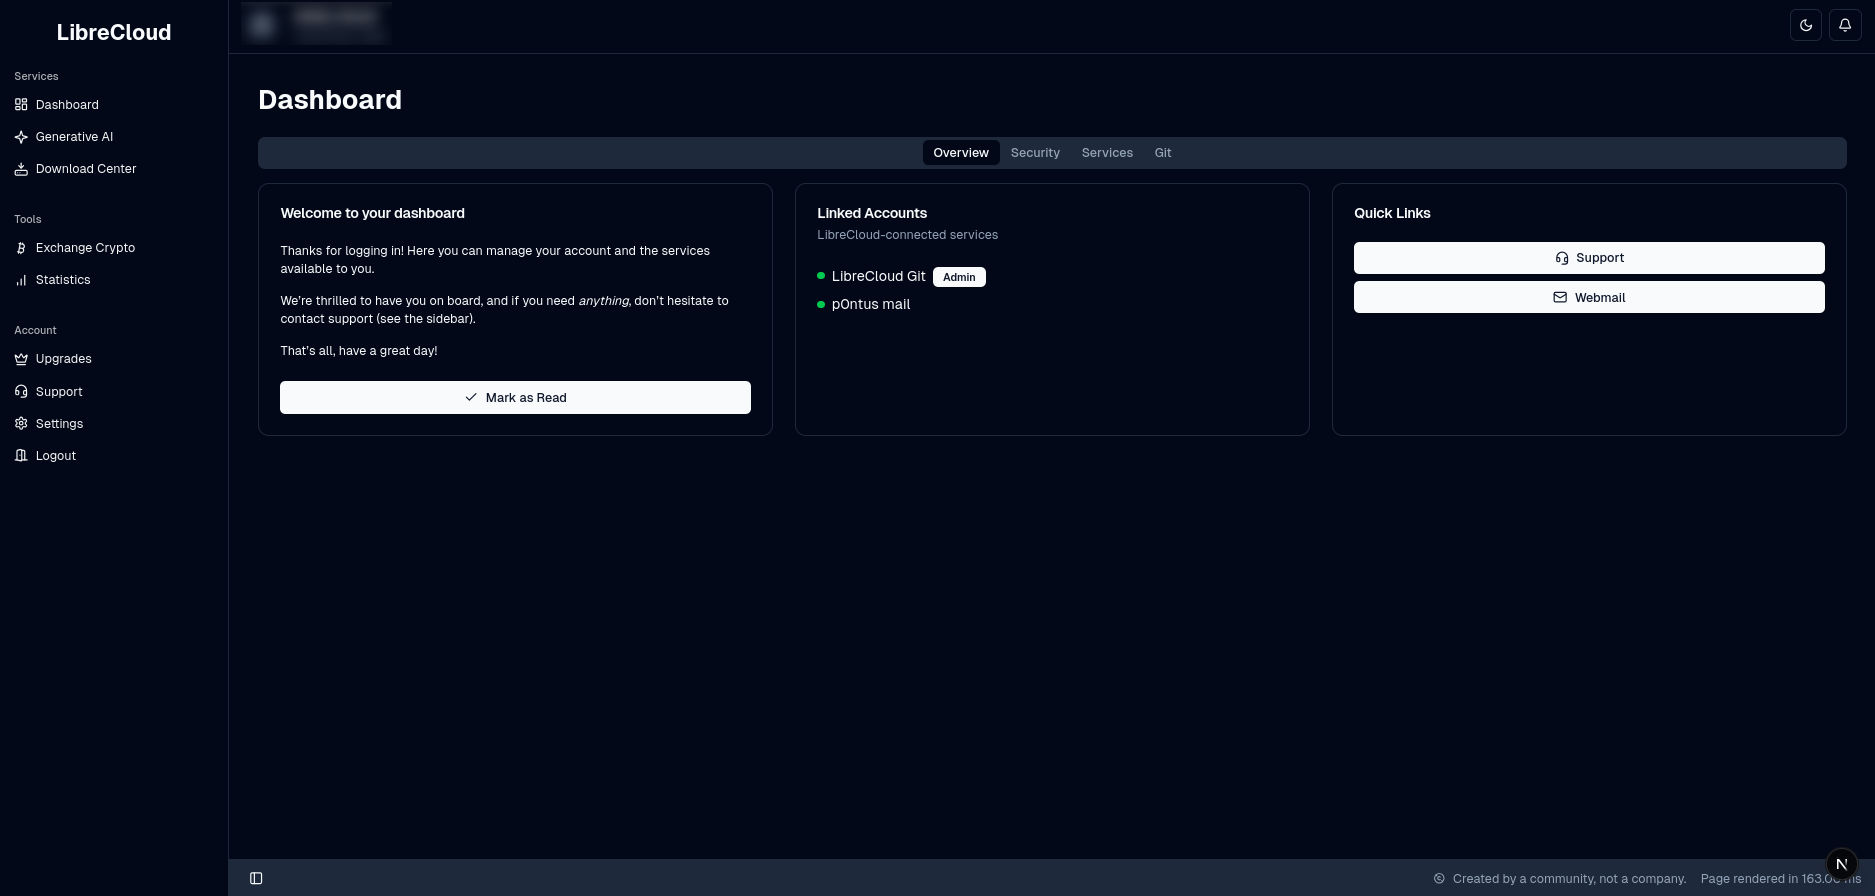 LibreCloud
Services
Dashboard
Generative AI
Download Center
Tools
Exchange Crypto
Statistics
Account
Upgrades
Support
Settings
Logout
Dashboard
Overview
Security
Services
Git
Welcome to your dashboard
Thanks for logging in! Here you can manage your account and the services
available to you.
We're thrilled to have you on board, and if you need anything, don't hesitate to
contact support (see the sidebar).
That's all, have a great day!
Mark as Read
Linked Accounts
LibreCloud-connected services
LibreCloud Git Admin
p0ntus mail
Quick Links
Support
Webmail
Created by a community, not a company. Page rendered in ms
N